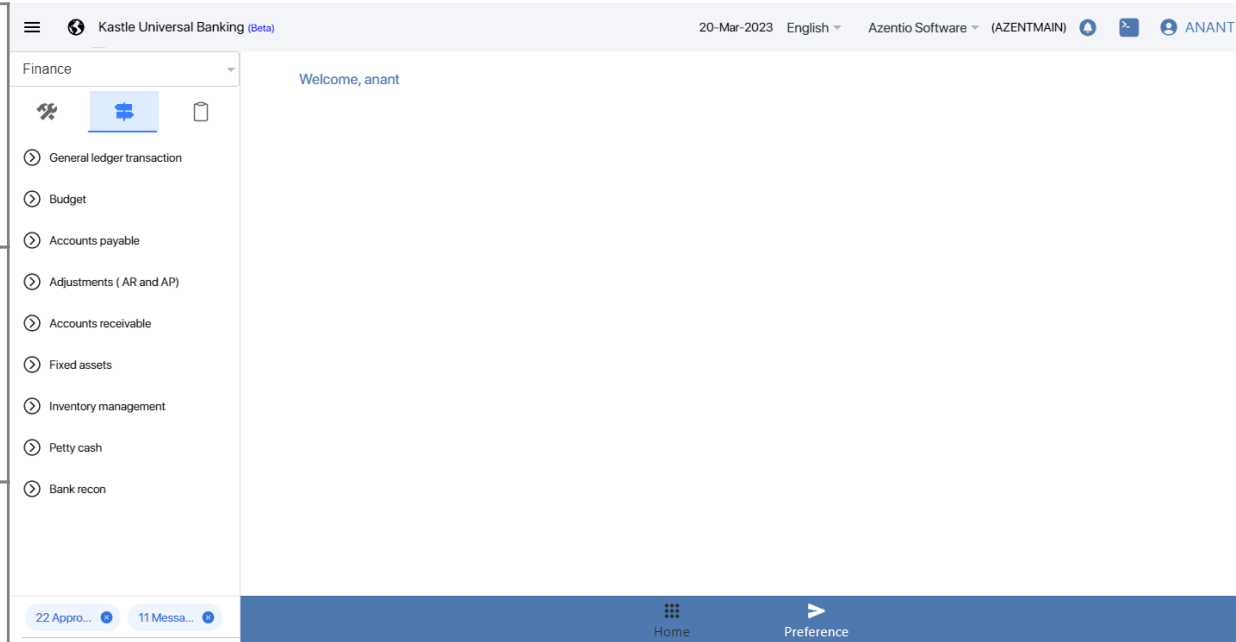 Kastle Universal Banking (Beta) 20-Mar-2023 English Azentio Software (AZENTMAIN) ANANT
Finance
Welcome, anant
General ledger transaction
Budget
Accounts payable
Adjustments ( AR and AP)
Accounts receivable
Fixed assets
Inventory management
Petty cash
Bank recon
22 Appro... 11 Messa...
Home Preference